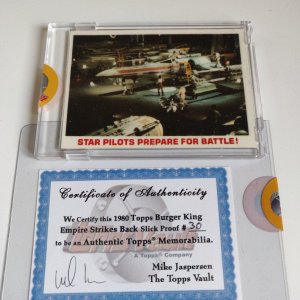 STAR PILOTS PREPARE FOR BATTLE!
Certificate of Authenticity
We Certify this 1980 Topps Burger King
Empire Strikes Back Slick Proof # 30
to be an Authentic Topps® Memorabilia.
A Topps® Company
Mike Jaspersen
The Topps Vault